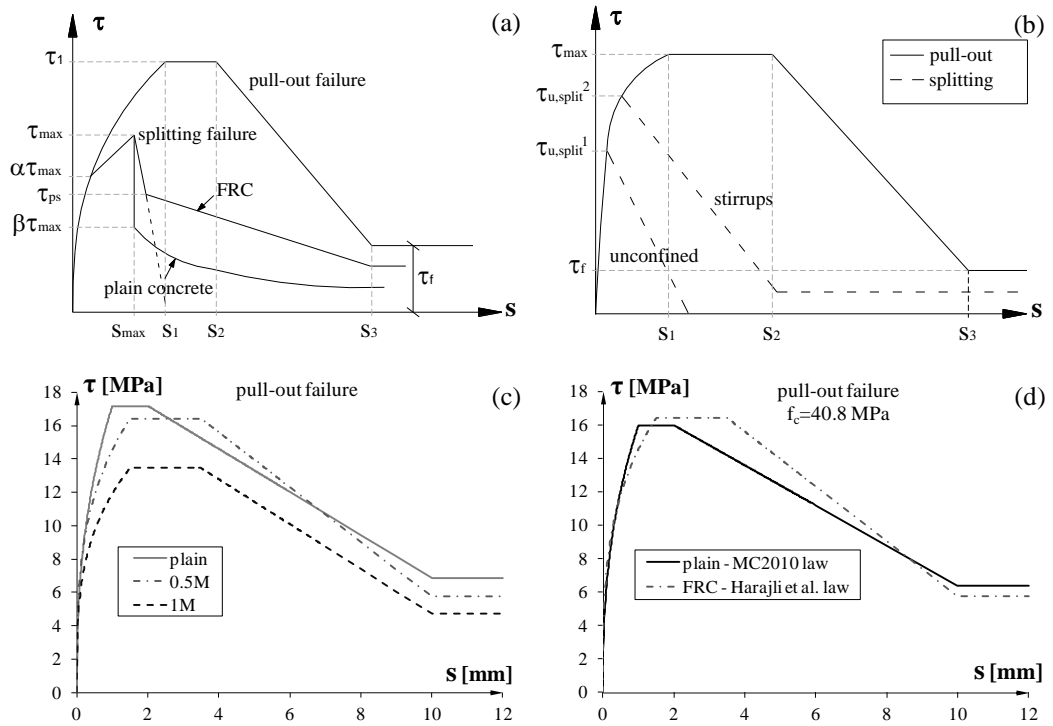 (a)
τ
τ1
pull-out failure
τmax
splitting failure
ατmax
τps
FRC
βτmax
plain concrete
τf
s
smax
s1
s2
s3
(b)
τ
τmax
pull-out
splitting
τu,split²
τu,split¹
stirrups
unconfined
τf
s
s1
s2
s3
τ [MPa]
pull-out failure
(c)
18
16
14
12
10
8
6
4
2
0
plain
0.5M
1M
s [mm]
0 2 4 6 8 10 12
τ [MPa]
pull-out failure
fc=40.8 MPa
(d)
18
16
14
12
10
8
6
4
2
0
plain - MC2010 law
FRC - Harajli et al. law
s [mm]
0 2 4 6 8 10 12